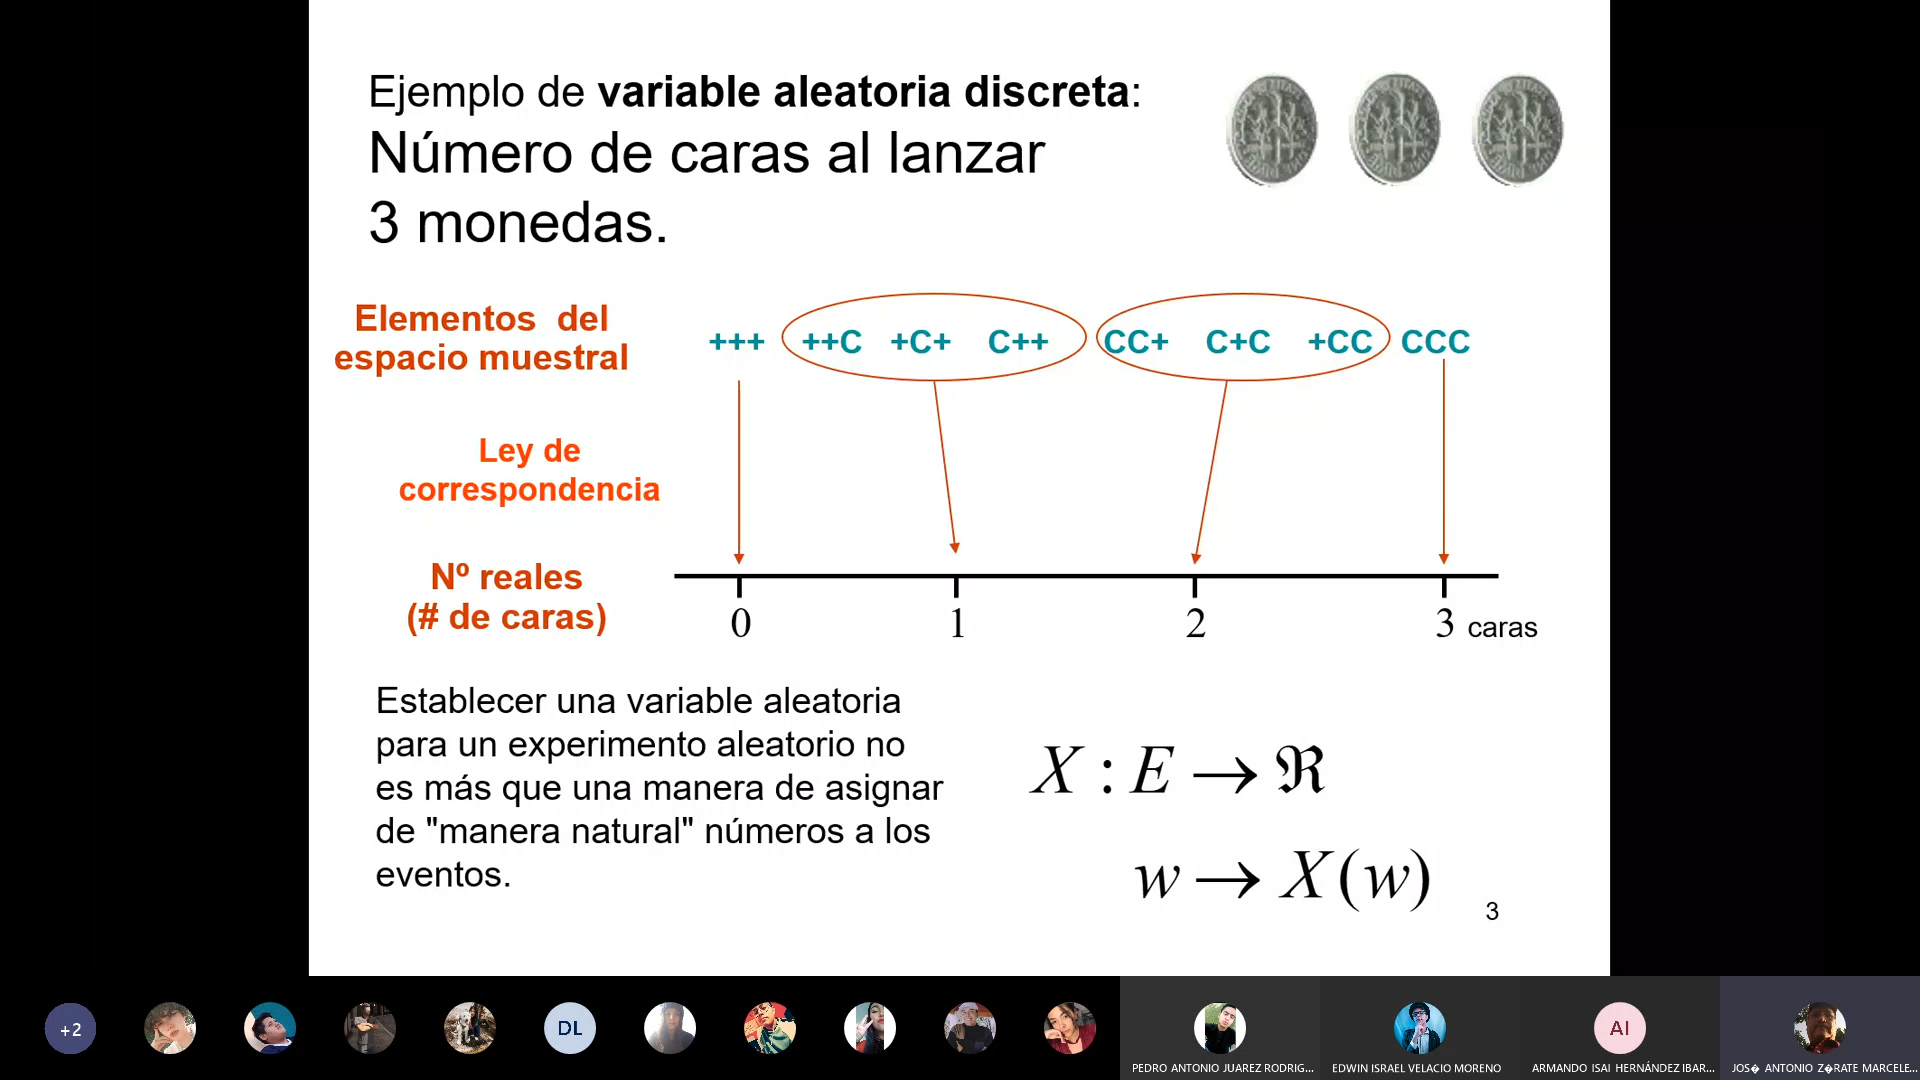 Ejemplo de variable aleatoria discreta:
Número de caras al lanzar
3 monedas.
Elementos del
espacio muestral
+++ ++C +C+ C++ CC+ C+C +CC CCC
Ley de
correspondencia
Nº reales
(# de caras)
0 1 2 3 caras
Establecer una variable aleatoria
para un experimento aleatorio no
es más que una manera de asignar
de "manera natural" números a los
eventos.
X : E → ℜ
w → X(w)
3
+2
DL
AI
PEDRO ANTONIO JUAREZ RODRIG...
EDWIN ISRAEL VELACIO MORENO
ARMANDO ISAI HERNÁNDEZ IBAR...
JOS� ANTONIO Z�RATE MARCELE...